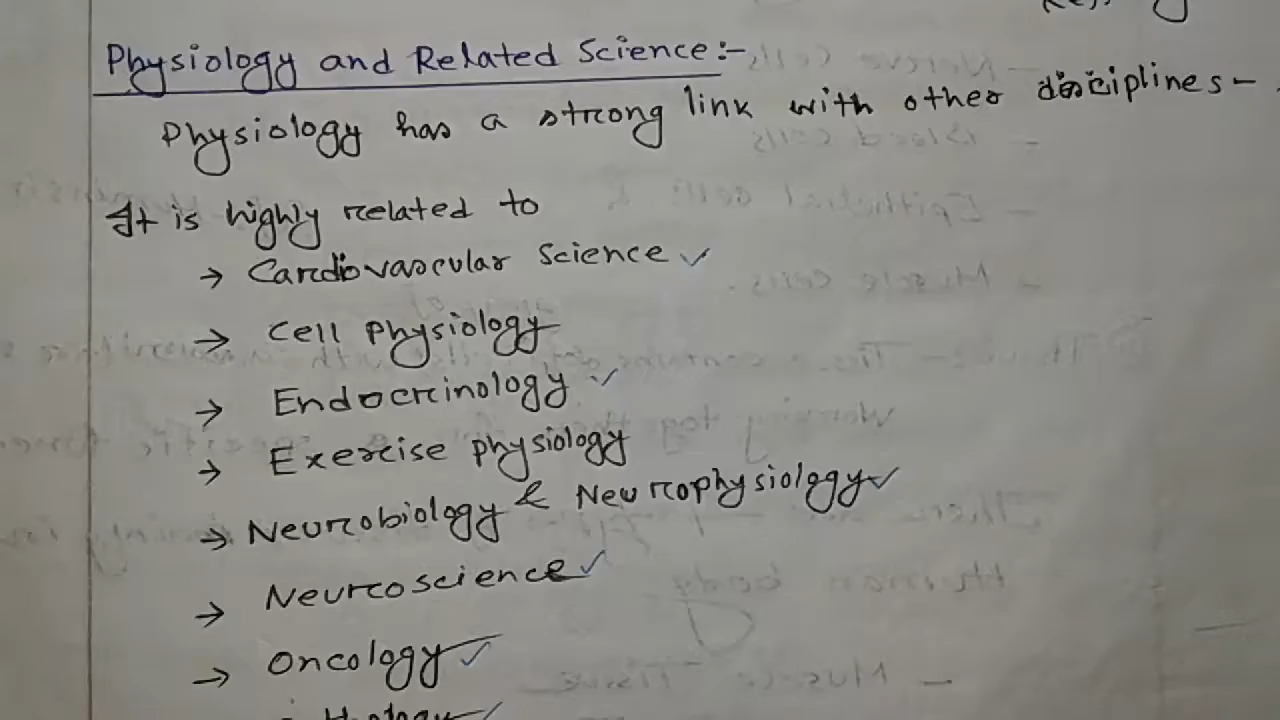 Physiology and Related Science:-
Physiology has a strong link with other disciplines-
It is highly related to
→ Cardiovascular Science ✓
→ Cell Physiology
→ Endocrinology ✓
→ Exercise physiology
→ Neurobiology & Neurophysiology ✓
→ Neuroscience ✓
→ Oncology ✓